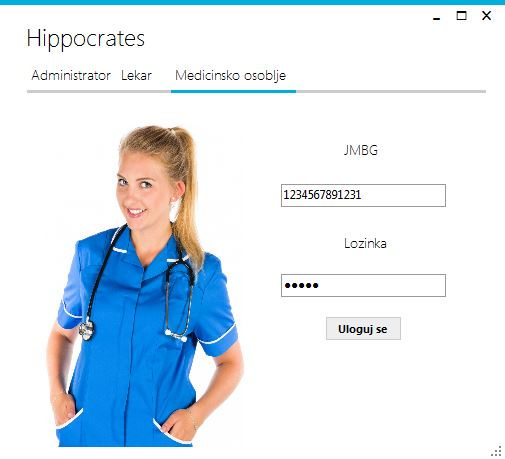 Hippocrates
Administrator Lekar Medicinsko osoblje
JMBG
1234567891231
Lozinka
●●●●●
Uloguj se